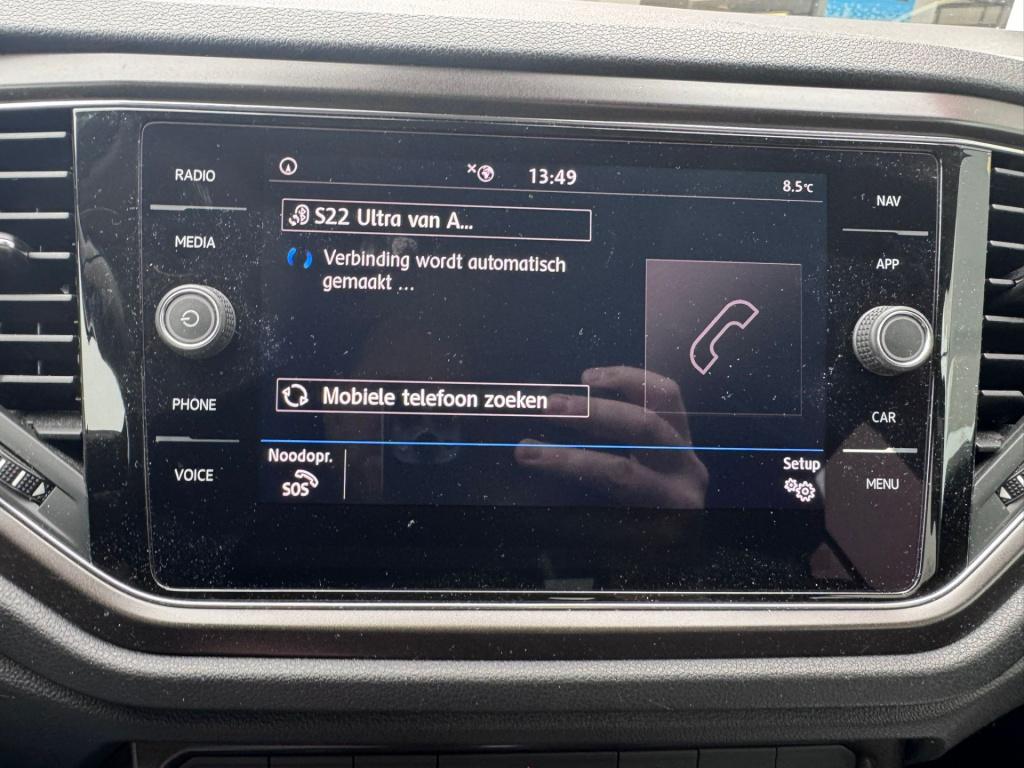 RADIO
MEDIA
PHONE
VOICE
13:49
8.5°C
S22 Ultra van A...
Verbinding wordt automatisch
gemaakt ...
Mobiele telefoon zoeken
Noodopr.
SOS
Setup
NAV
APP
CAR
MENU